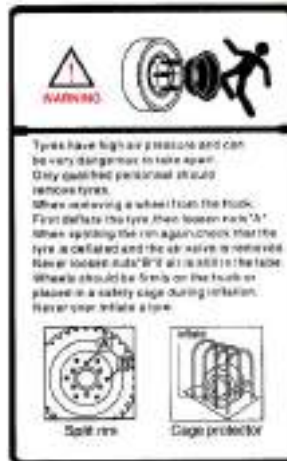 WARNING
Tyres have high air pressure and can
be very dangerous to take apart.
Only qualified personnel should
remove tyres.
When removing a wheel from the truck.
First deflate the tyre, then loosen nuts "A"
When splitting the rim again, check that the
tyre is deflated and the air valve is removed.
Never loosen nuts "B" if air is still in the tube.
Wheels should be on the truck or
placed in a safety cage during inflation.
Never over inflate a tyre.
Split rim
Cage protector